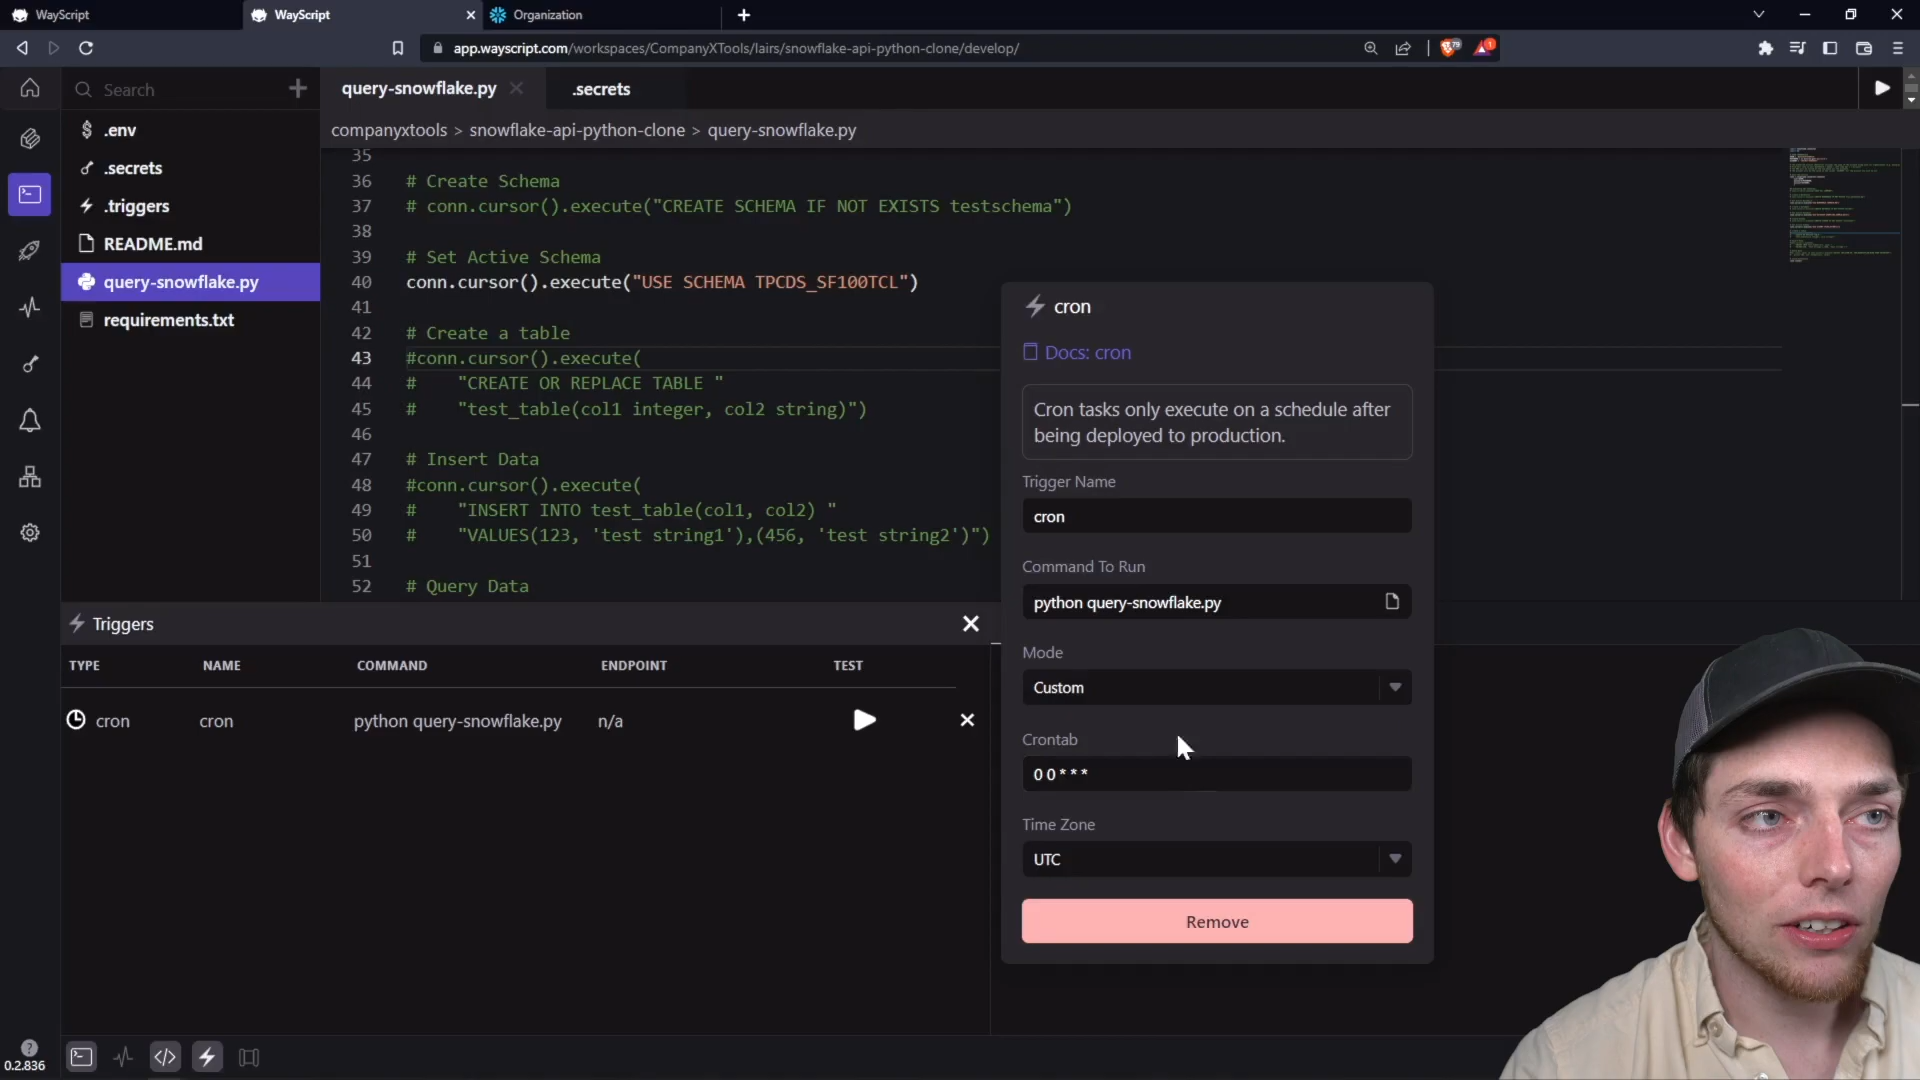 WayScript
WayScript
Organization
app.wayscript.com/workspaces/CompanyXTools/lairs/snowflake-api-python-clone/develop/
79
1
Search
query-snowflake.py
.secrets
.env
.secrets
.triggers
README.md
query-snowflake.py
requirements.txt
companyxtools > snowflake-api-python-clone > query-snowflake.py
35
36 # Create Schema
37 # conn.cursor().execute("CREATE SCHEMA IF NOT EXISTS testschema")
38
39 # Set Active Schema
40 conn.cursor().execute("USE SCHEMA TPCDS_SF100TCL")
41
42 # Create a table
43 #conn.cursor().execute(
44 # "CREATE OR REPLACE TABLE "
45 # "test_table(col1 integer, col2 string)")
46
47 # Insert Data
48 #conn.cursor().execute(
49 # "INSERT INTO test_table(col1, col2) "
50 # "VALUES(123, 'test string1'),(456, 'test string2')")
51
52 # Query Data
cron
Docs: cron
Cron tasks only execute on a schedule after
being deployed to production.
Trigger Name
cron
Command To Run
python query-snowflake.py
Mode
Custom
Crontab
0 0 * * *
Time Zone
UTC
Remove
Triggers
TYPE NAME COMMAND ENDPOINT TEST
cron cron python query-snowflake.py n/a
0.2.836